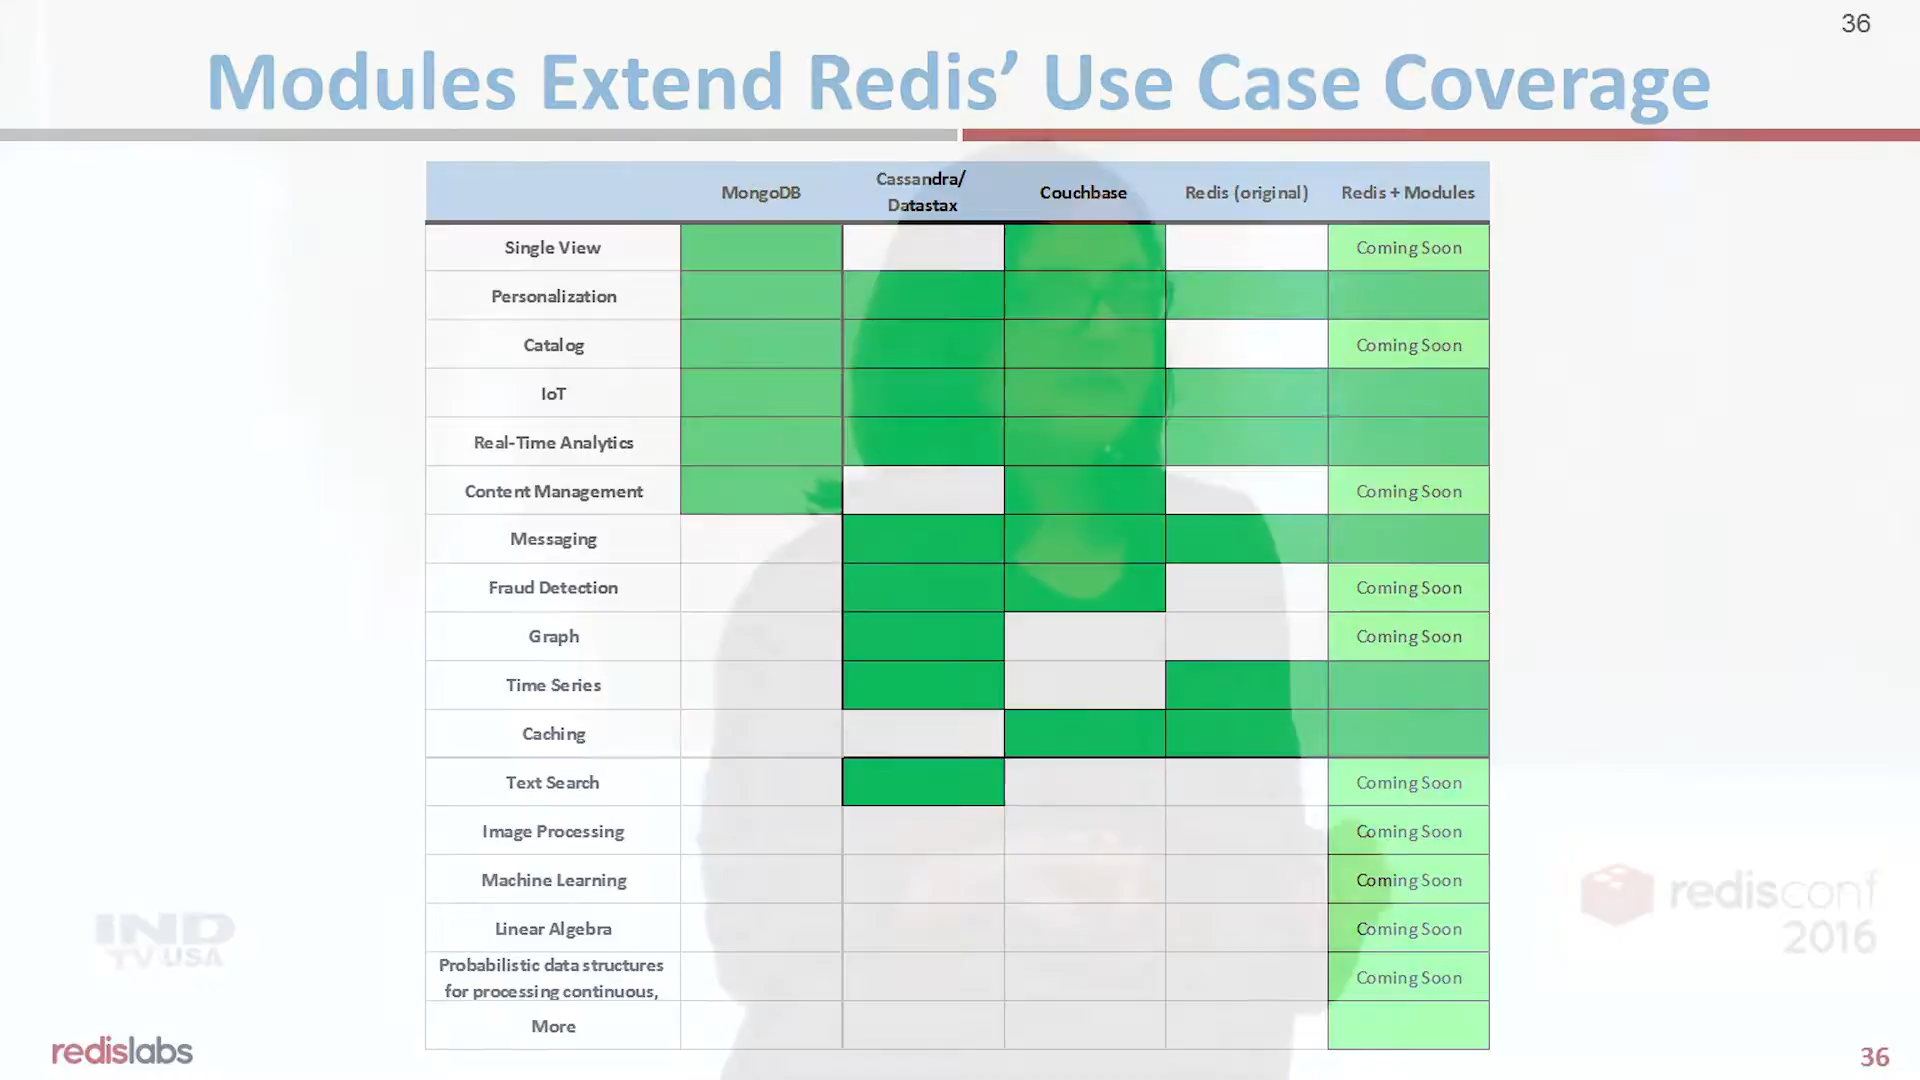 36
Modules Extend Redis’ Use Case Coverage
MongoDB
Cassandra/
Datastax
Couchbase
Redis (original)
Redis + Modules
Single View
Coming Soon
Personalization
Catalog
Coming Soon
IoT
Real-Time Analytics
Content Management
Coming Soon
Messaging
Fraud Detection
Coming Soon
Graph
Coming Soon
Time Series
Caching
Text Search
Coming Soon
Image Processing
Coming Soon
Machine Learning
Coming Soon
Linear Algebra
Coming Soon
Probabilistic data structures
for processing continuous,
Coming Soon
More
IND
TV USA
redisconf
2016
redislabs
36